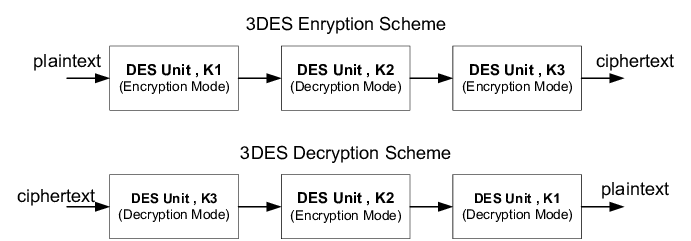 3DES Enryption Scheme
plaintext
DES Unit , K1
(Encryption Mode)
DES Unit , K2
(Decryption Mode)
DES Unit , K3
(Encryption Mode)
ciphertext
3DES Decryption Scheme
ciphertext
DES Unit , K3
(Decryption Mode)
DES Unit , K2
(Encryption Mode)
DES Unit , K1
(Decryption Mode)
plaintext